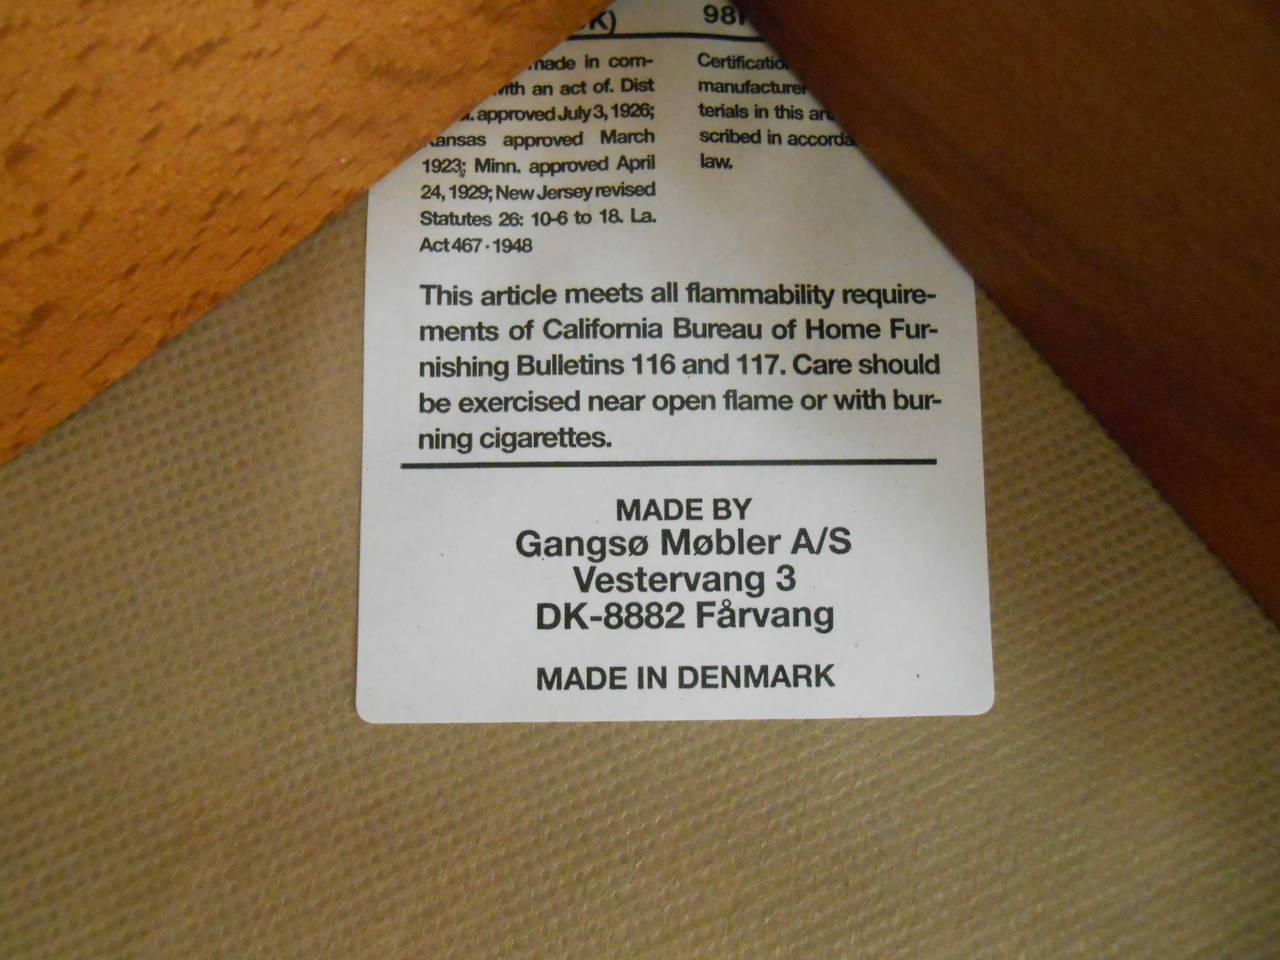 made in com-
with an act of. Dist
approved July 3, 1926;
Kansas approved March
1923; Minn. approved April
24, 1929; New Jersey revised
Statutes 26: 10-6 to 18. La.
Act 467 · 1948
manufacturer
terials in this
scribed in
law.
This article meets all flammability require-
ments of California Bureau of Home Fur-
nishing Bulletins 116 and 117. Care should
be exercised near open flame or with bur-
ning cigarettes.
MADE BY
Gangsø Møbler A/S
Vestervang 3
DK-8882 Fårvang
MADE IN DENMARK